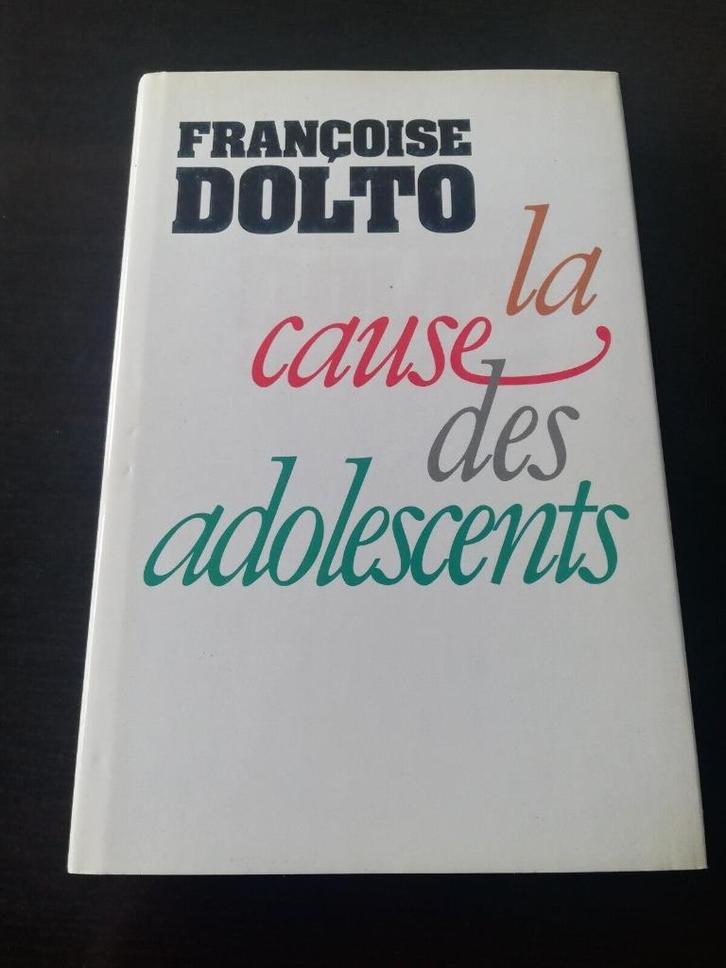 FRANÇOISE
DOLTO
la
cause
des
adolescents